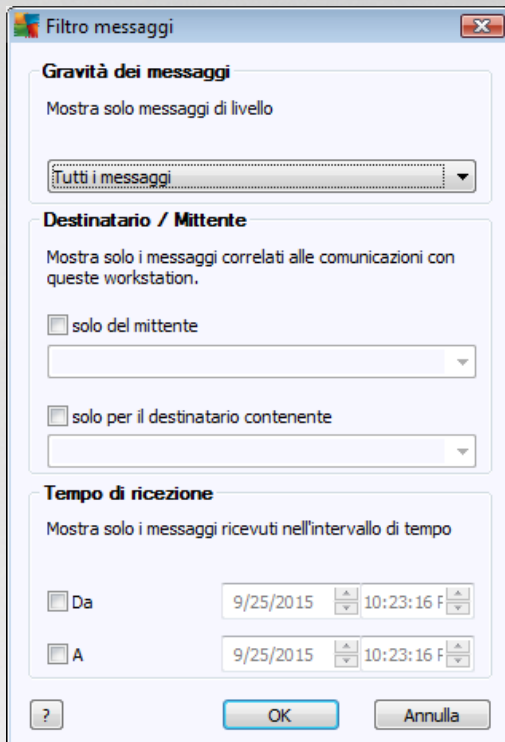 Filtro messaggi
Gravità dei messaggi
Mostra solo messaggi di livello
Tutti i messaggi
Destinatario / Mittente
Mostra solo i messaggi correlati alle comunicazioni con
queste workstation.
solo del mittente
solo per il destinatario contenente
Tempo di ricezione
Mostra solo i messaggi ricevuti nell'intervallo di tempo
Da 9/25/2015 10:23:16
A 9/25/2015 10:23:16
? OK Annulla